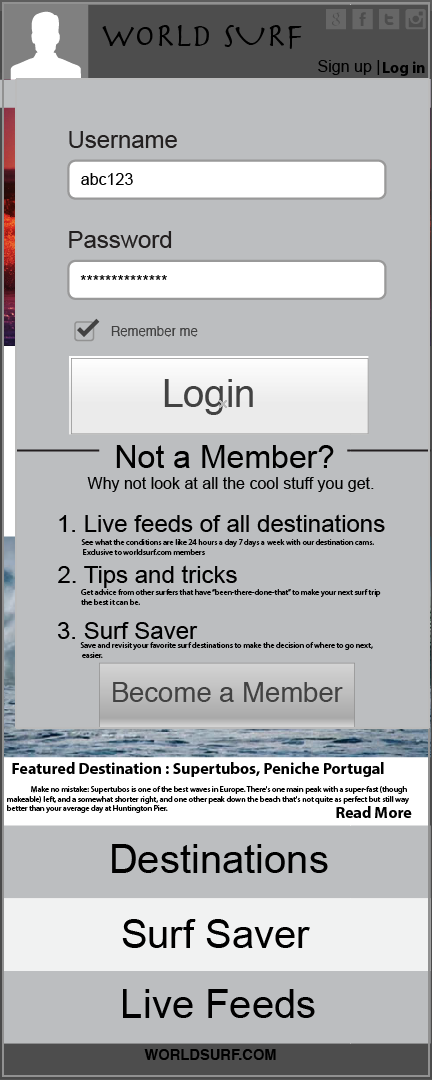 WORLD SURF
Sign up | Log in
Username
abc123
Password
**************
Remember me
Login
Not a Member?
Why not look at all the cool stuff you get.
1. Live feeds of all destinations
See what the conditions are like 24 hours a day 7 days a week with our destination cams.
Exclusive to worldsurf.com members
2. Tips and tricks
Get advice from other surfers that have "been-there-done-that" to make your next surf trip
the best it can be.
3. Surf Saver
Save and revisit your favorite surf destinations to make the decision of where to go next,
easier.
Become a Member
Featured Destination : Supertubos, Peniche Portugal
Make no mistake: Supertubos is one of the best waves in Europe. There's one main peak with a super-fast (though
makeable) left, and a somewhat shorter right, and one other peak down the beach that's not quite as perfect but still way
better than your average day at Huntington Pier.
Read More
Destinations
Surf Saver
Live Feeds
WORLDSURF.COM